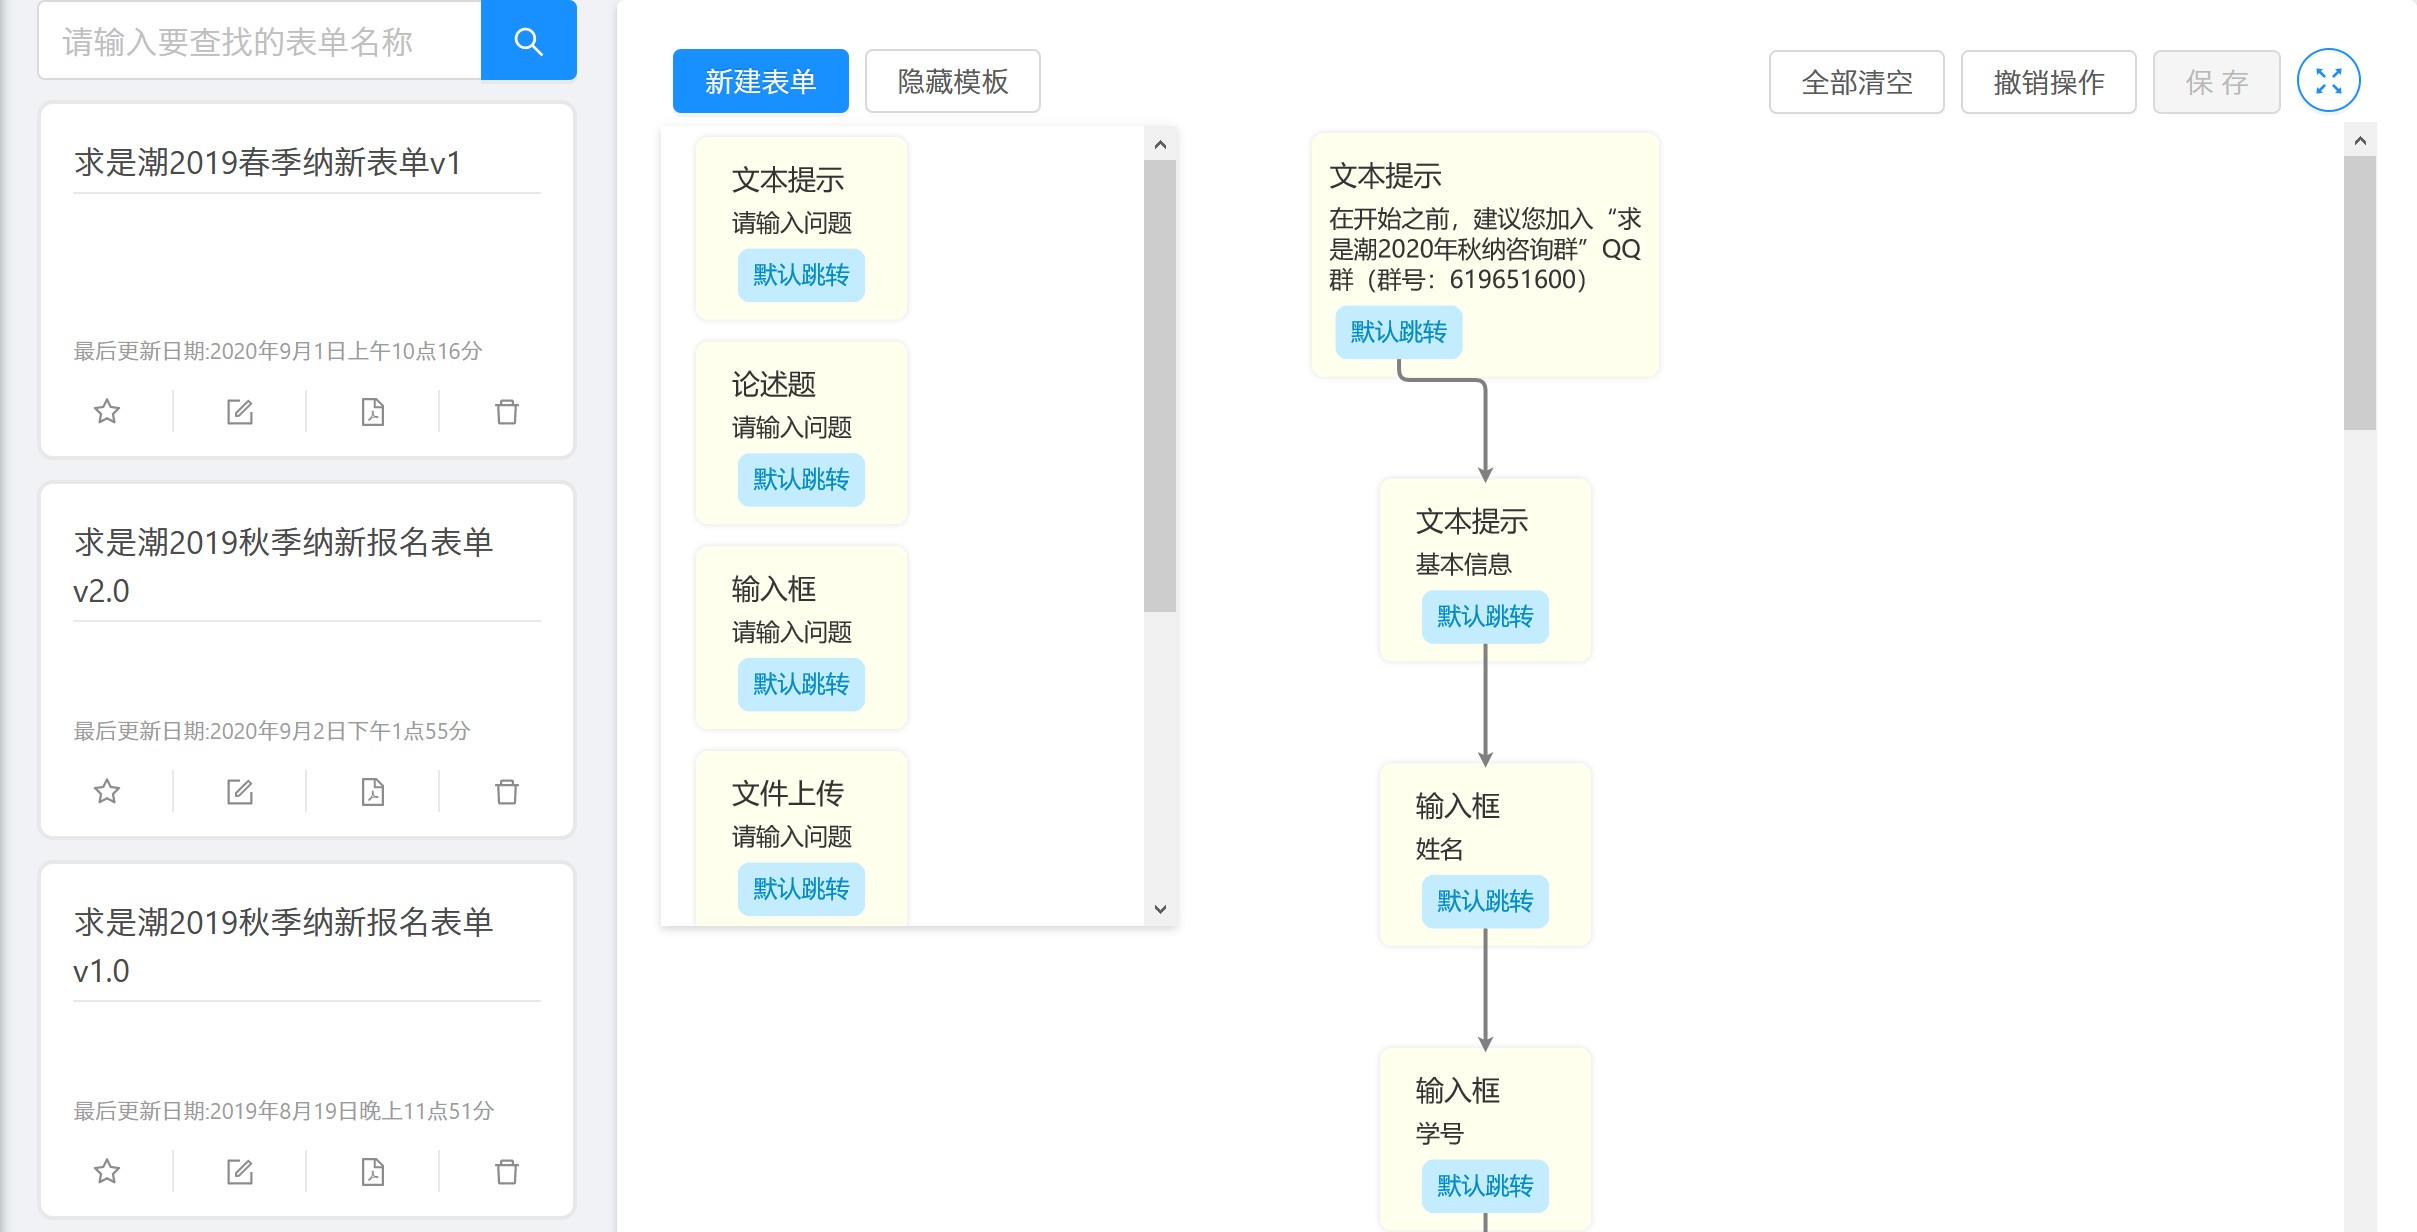 请输入要查找的表单名称
求是潮2019春季纳新表单v1
最后更新日期:2020年9月1日上午10点16分
求是潮2019秋季纳新报名表单
v2.0
最后更新日期:2020年9月2日下午1点55分
求是潮2019秋季纳新报名表单
v1.0
最后更新日期:2019年8月19日晚上11点51分
新建表单
隐藏模板
全部清空
撤销操作
保 存
文本提示
请输入问题
默认跳转
论述题
请输入问题
默认跳转
输入框
请输入问题
默认跳转
文件上传
请输入问题
默认跳转
文本提示
在开始之前，建议您加入“求
是潮2020年秋纳咨询群”QQ
群（群号：619651600）
默认跳转
文本提示
基本信息
默认跳转
输入框
姓名
默认跳转
输入框
学号
默认跳转